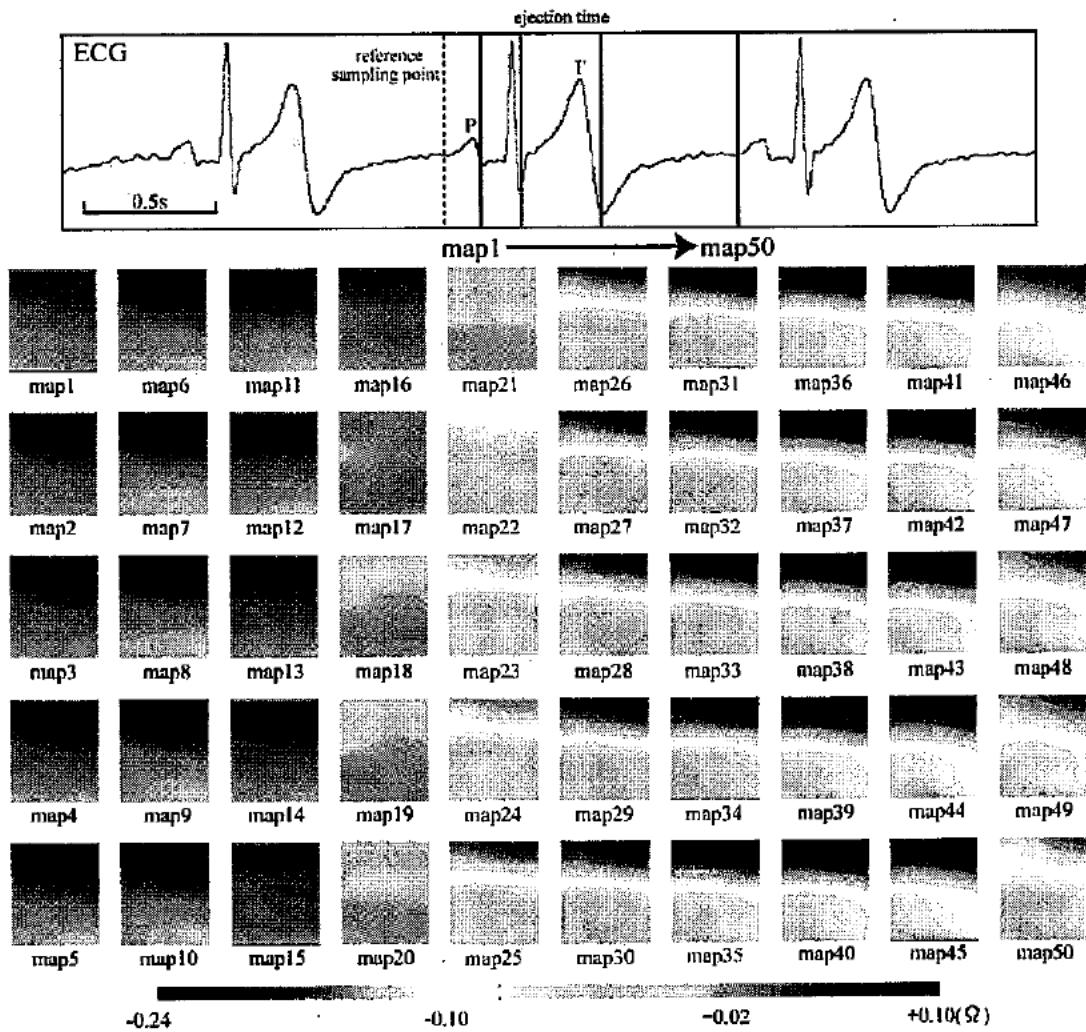 ejection time
ECG
reference
sampling point
P
T
0.5s
map1 map50
map1 map6 map11 map16 map21 map26 map31 map36 map41 map46
map2 map7 map12 map17 map22 map27 map32 map37 map42 map47
map3 map8 map13 map18 map23 map28 map33 map38 map43 map48
map4 map9 map14 map19 map24 map29 map34 map39 map44 map49
map5 map10 map15 map20 map25 map30 map35 map40 map45 map50
-0.24 -0.10 -0.02 +0.10(Ω)